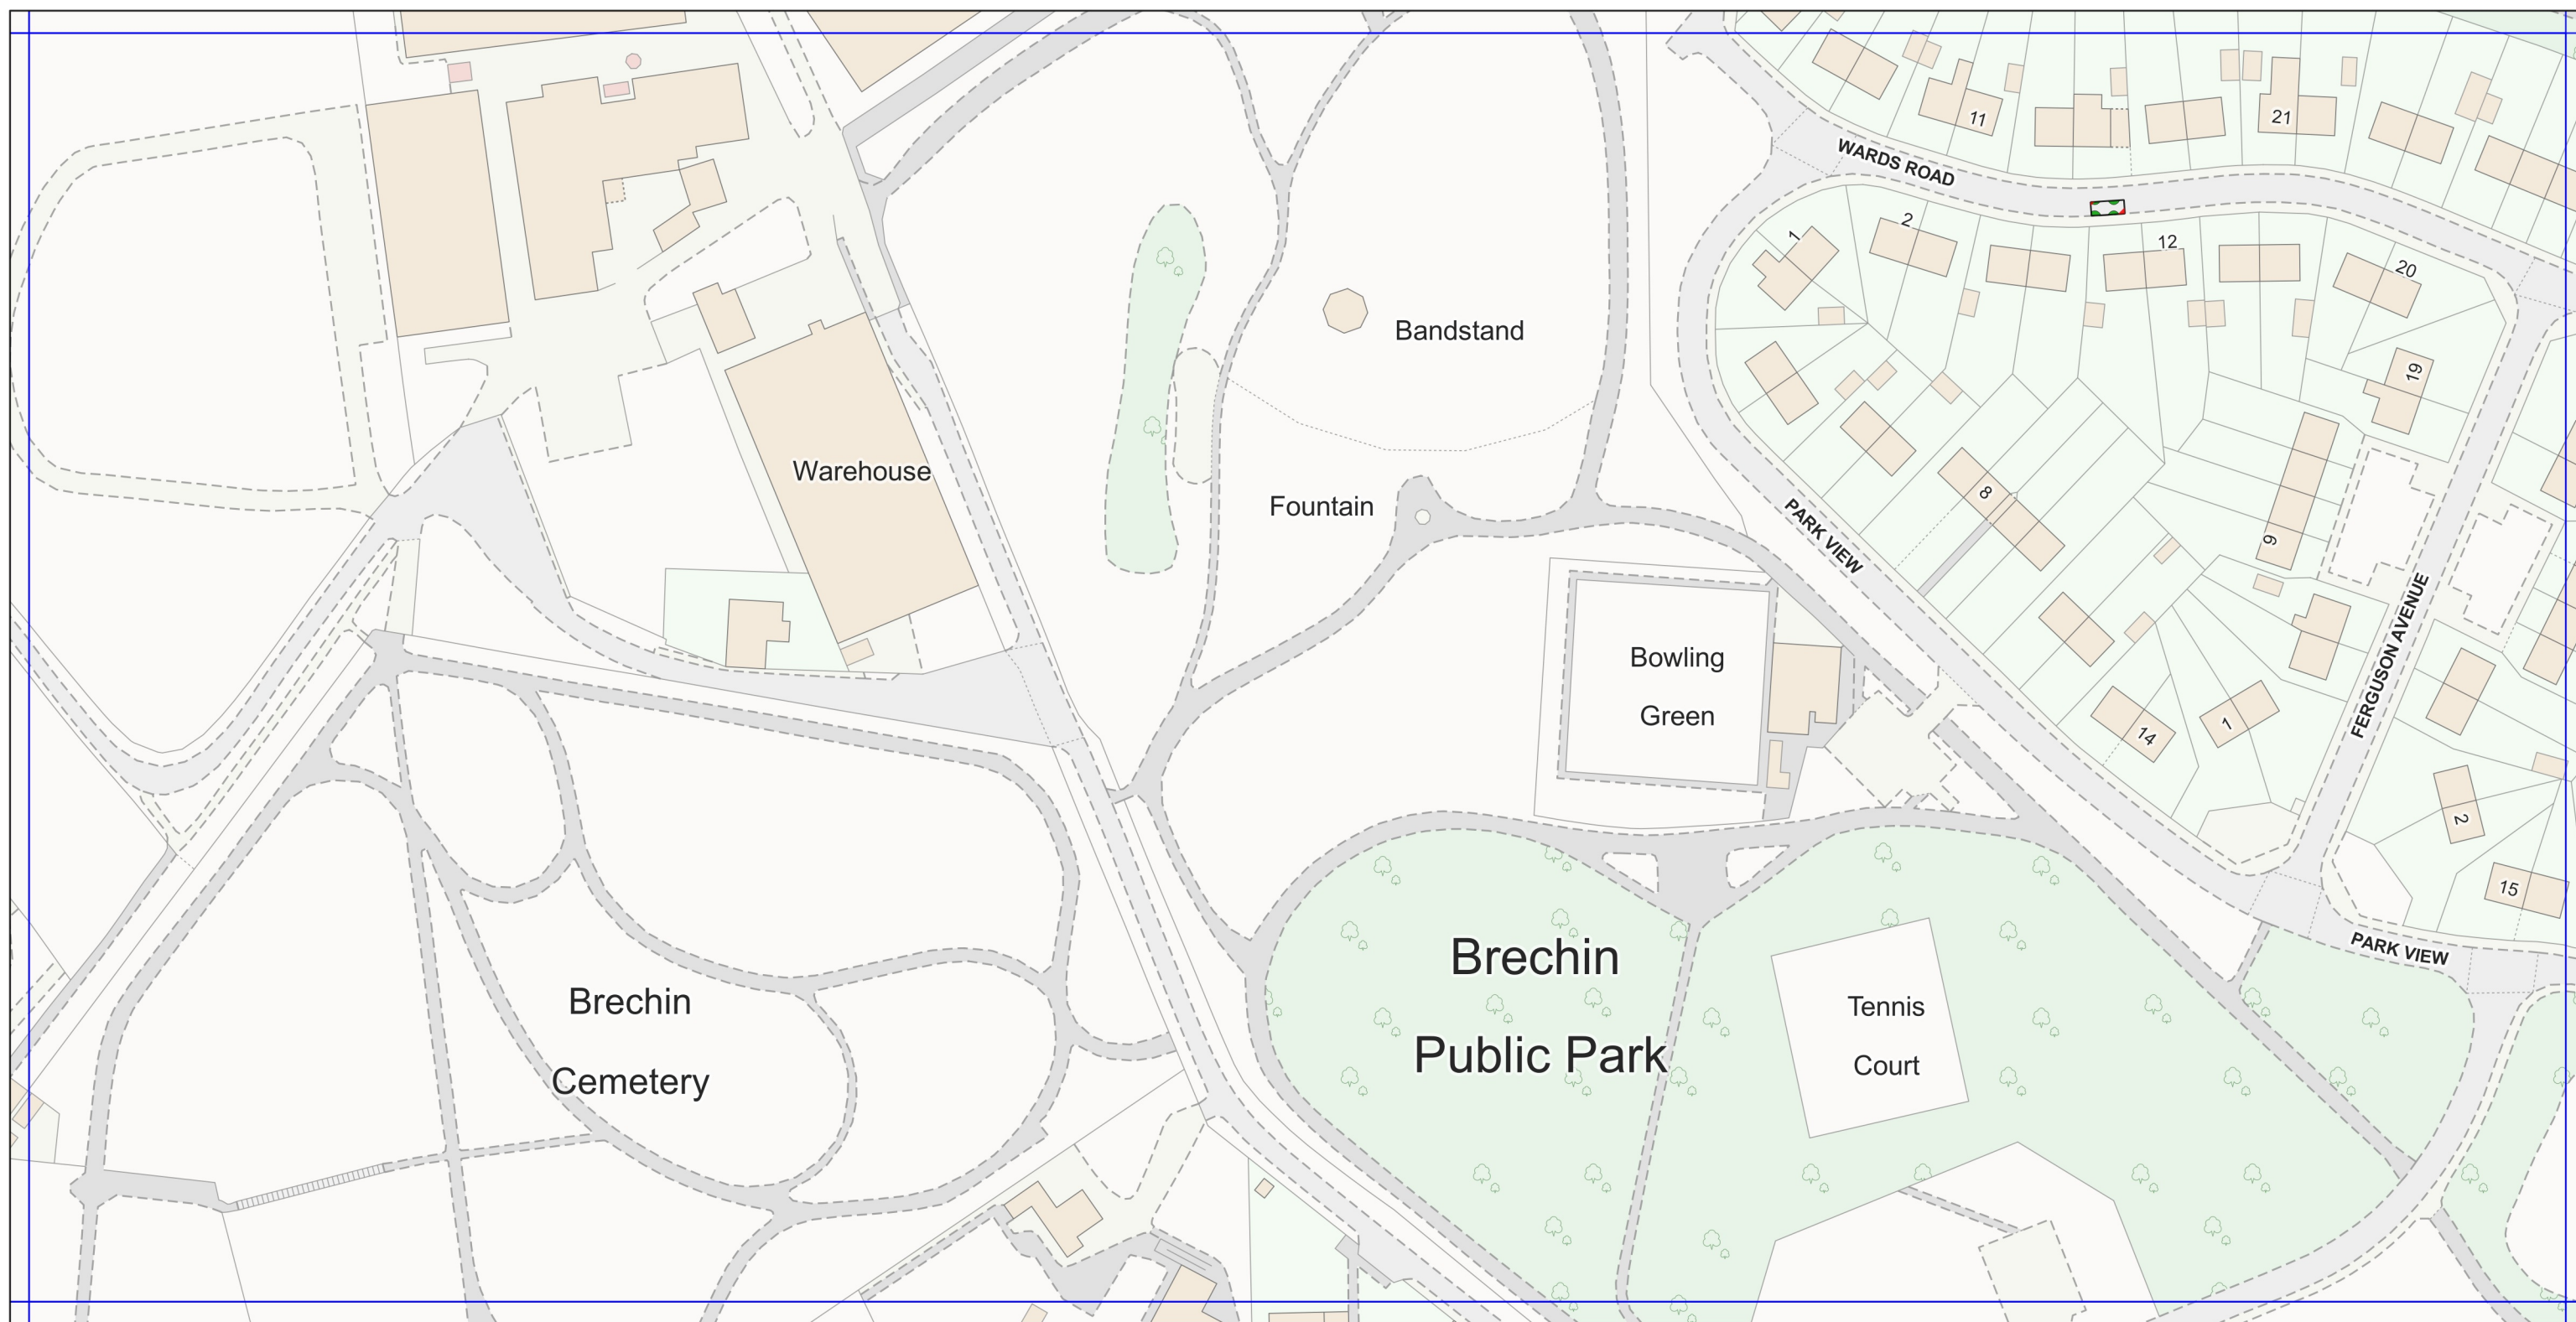 11
21
WARDS ROAD
1
2
12
20
Bandstand
19
Warehouse
Fountain
8
PARK VIEW
9
FERGUSON AVENUE
Bowling
Green
14
1
2
15
Brechin
Public Park
PARK VIEW
Tennis
Court
Brechin
Cemetery